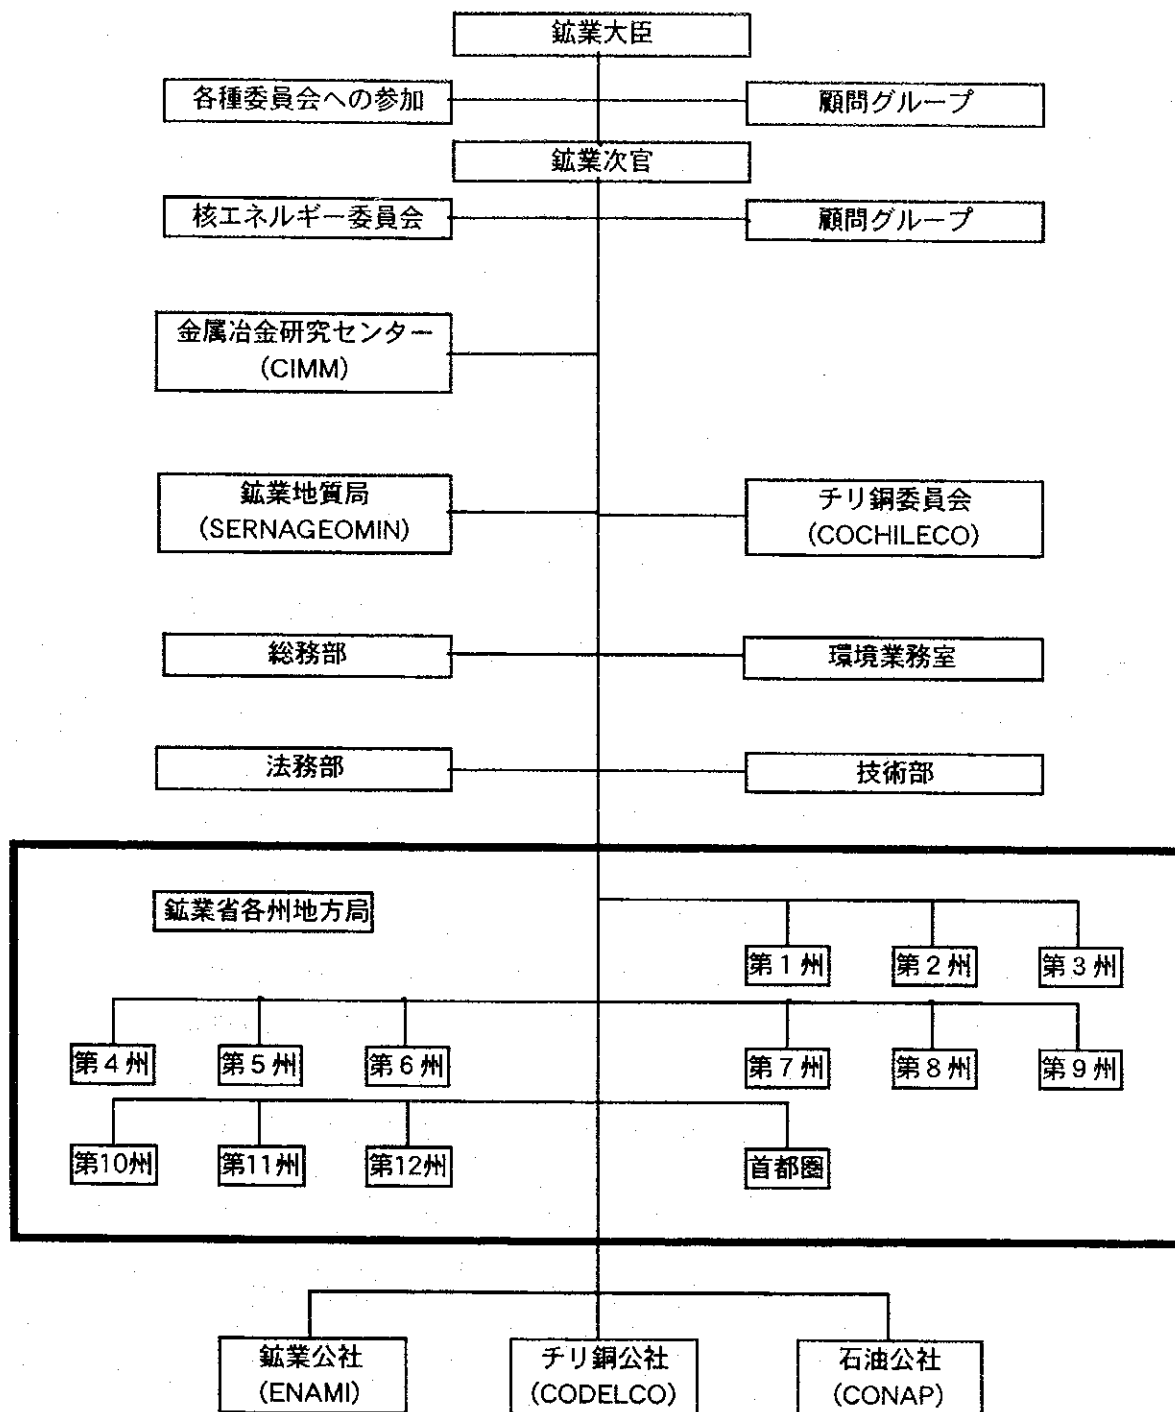 鉱業大臣
各種委員会への参加
顧問グループ
鉱業次官
核エネルギー委員会
顧問グループ
金属冶金研究センター
(CIMM)
鉱業地質局
(SERNAGEOMIN)
チリ銅委員会
(COCHILECO)
総務部
環境業務室
法務部
技術部
鉱業省各州地方局
第1州
第2州
第3州
第4州
第5州
第6州
第7州
第8州
第9州
第10州
第11州
第12州
首都圏
鉱業公社
(ENAMI)
チリ銅公社
(CODELCO)
石油公社
(CONAP)